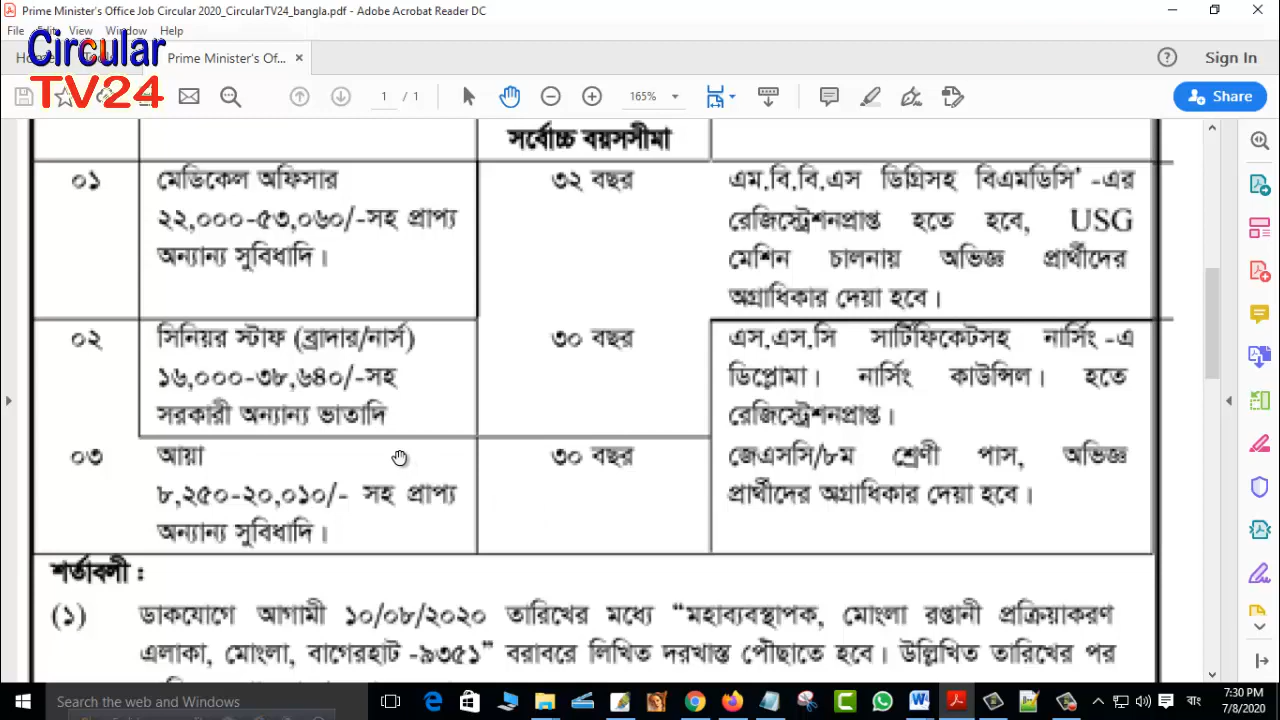 Prime Minister's Office Job Circular 2020_CircularTV24_bangla.pdf - Adobe Acrobat Reader DC
File Edit View Window Help
Circular
TV24
Prime Minister's Of... ×
Sign In
1 / 1
165%
Share
সর্বোচ্চ বয়সসীমা
০১ মেডিকেল অফিসার ৩২ বছর এম.বি.বি.এস ডিগ্রিসহ বিএমডিসি' -এর
২২,০০০-৫৩,০৬০/-সহ প্রাপ্য রেজিস্ট্রেশনপ্রাপ্ত হতে হবে, USG
অন্যান্য সুবিধাদি। মেশিন চালনায় অভিজ্ঞ প্রার্থীদের
অগ্রাধিকার দেয়া হবে।
০২ সিনিয়র স্টাফ (ব্রাদার/নার্স) ৩০ বছর এস.এস.সি সার্টিফিকেটসহ নার্সিং -এ
১৬,০০০-৩৮,৬৪০/-সহ ডিপ্লোমা। নার্সিং কাউন্সিল। হতে
সরকারী অন্যান্য ভাতাদি রেজিস্ট্রেশনপ্রাপ্ত।
০৩ আয়া ৩০ বছর জেএসসি/৮ম শ্রেণী পাস, অভিজ্ঞ
৮,২৫০-২০,০১০/- সহ প্রাপ্য প্রার্থীদের অগ্রাধিকার দেয়া হবে।
অন্যান্য সুবিধাদি।
শর্তাবলী :
(১) ডাকযোগে আগামী ১০/০৮/২০২০ তারিখের মধ্যে “মহাব্যবস্থাপক, মোংলা রপ্তানী প্রক্রিয়াকরণ
এলাকা, মোংলা, বাগেরহাট -৯৩৫১” বরাবরে লিখিত দরখাস্ত পৌঁছাতে হবে। উল্লিখিত তারিখের পর
Search the web and Windows
বাং
7:30 PM
7/8/2020